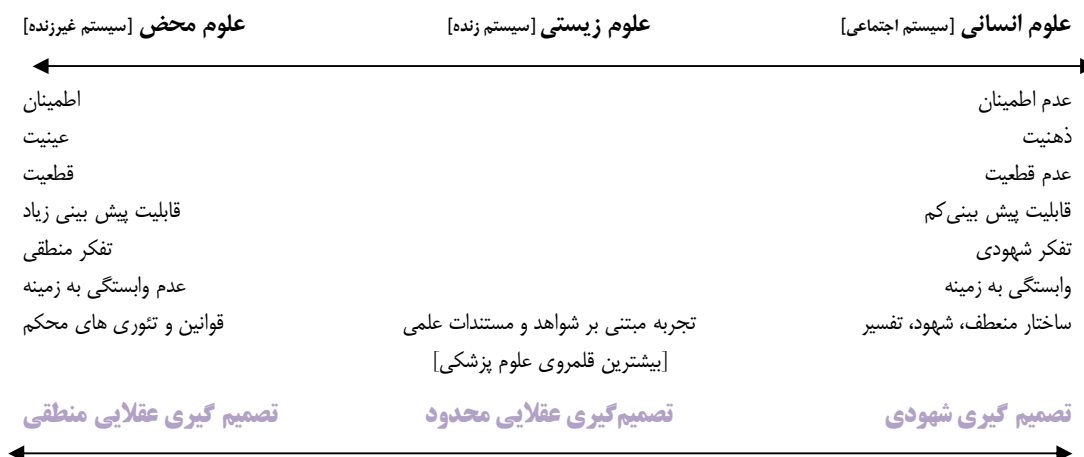 علوم انسانی [سیستم اجتماعی] علوم زیستی [سیستم زنده] علوم محض [سیستم غیرزنده]
عدم اطمینان اطمینان
ذهنیت عینیت
عدم قطعیت قطعیت
قابلیت پیش بینی کم قابلیت پیش بینی زیاد
تفکر شهودی تفکر منطقی
وابستگی به زمینه عدم وابستگی به زمینه
ساختار منعطف، شهود، تفسیر تجربه مبتنی بر شواهد و مستندات علمی قوانین و تئوری های محکم
[بیشترین قلمروی علوم پزشکی]
تصمیم گیری شهودی تصمیم‌گیری عقلایی محدود تصمیم گیری عقلایی منطقی